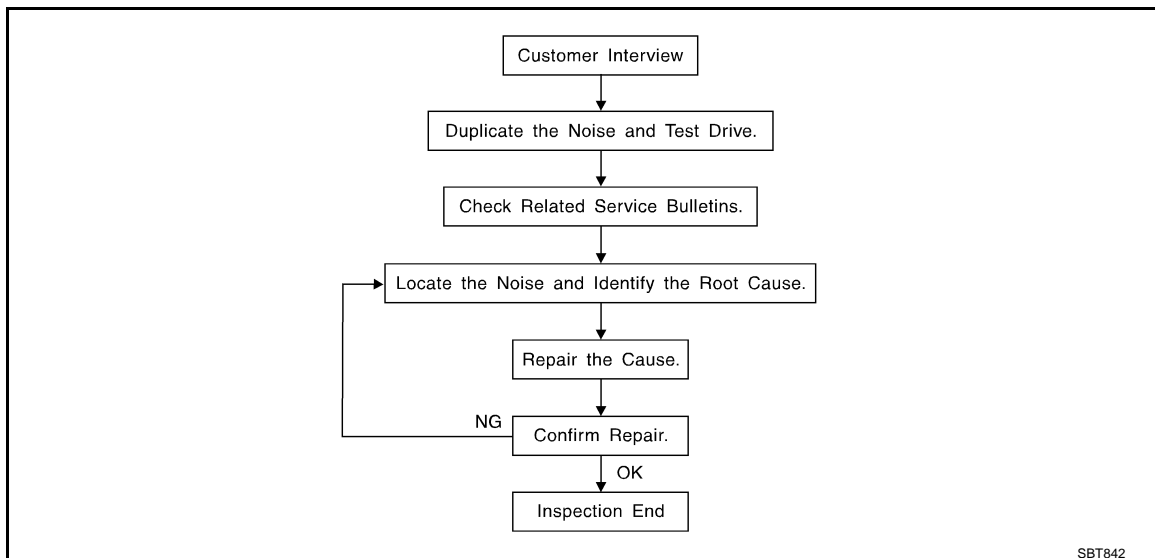 Customer Interview
Duplicate the Noise and Test Drive.
Check Related Service Bulletins.
Locate the Noise and Identify the Root Cause.
Repair the Cause.
NG
Confirm Repair.
OK
Inspection End
SBT842